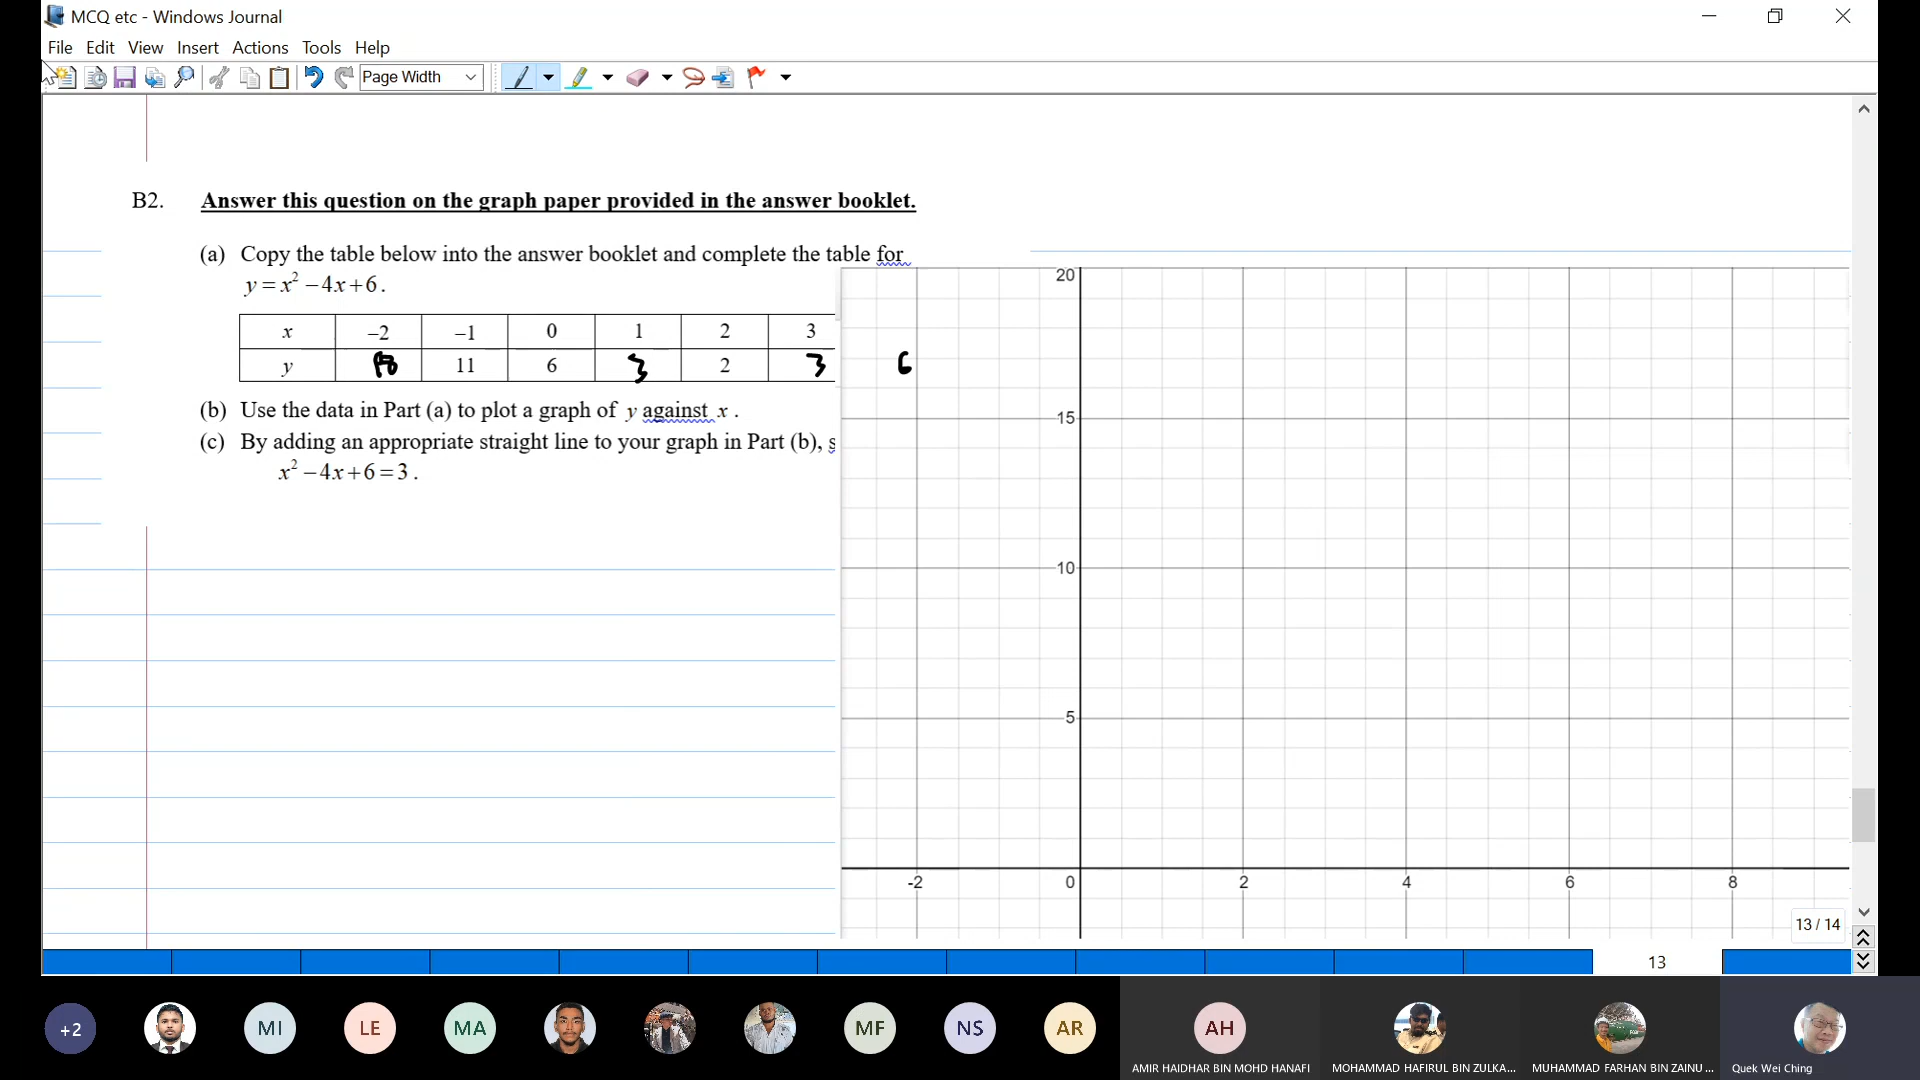 MCQ etc - Windows Journal
File Edit View Insert Actions Tools Help
Page Width
B2. Answer this question on the graph paper provided in the answer booklet.
(a) Copy the table below into the answer booklet and complete the table for
y = x² − 4x + 6.
x −2 −1 0 1 2 3
y 18 11 6 3 2 3 6
(b) Use the data in Part (a) to plot a graph of y against x.
(c) By adding an appropriate straight line to your graph in Part (b), s
x² − 4x + 6 = 3.
20
15
10
5
-2 0 2 4 6 8
13 / 14
13
+2 MI LE MA MF NS AR AH
AMIR HAIDHAR BIN MOHD HANAFI MOHAMMAD HAFIRUL BIN ZULKA... MUHAMMAD FARHAN BIN ZAINU... Quek Wei Ching